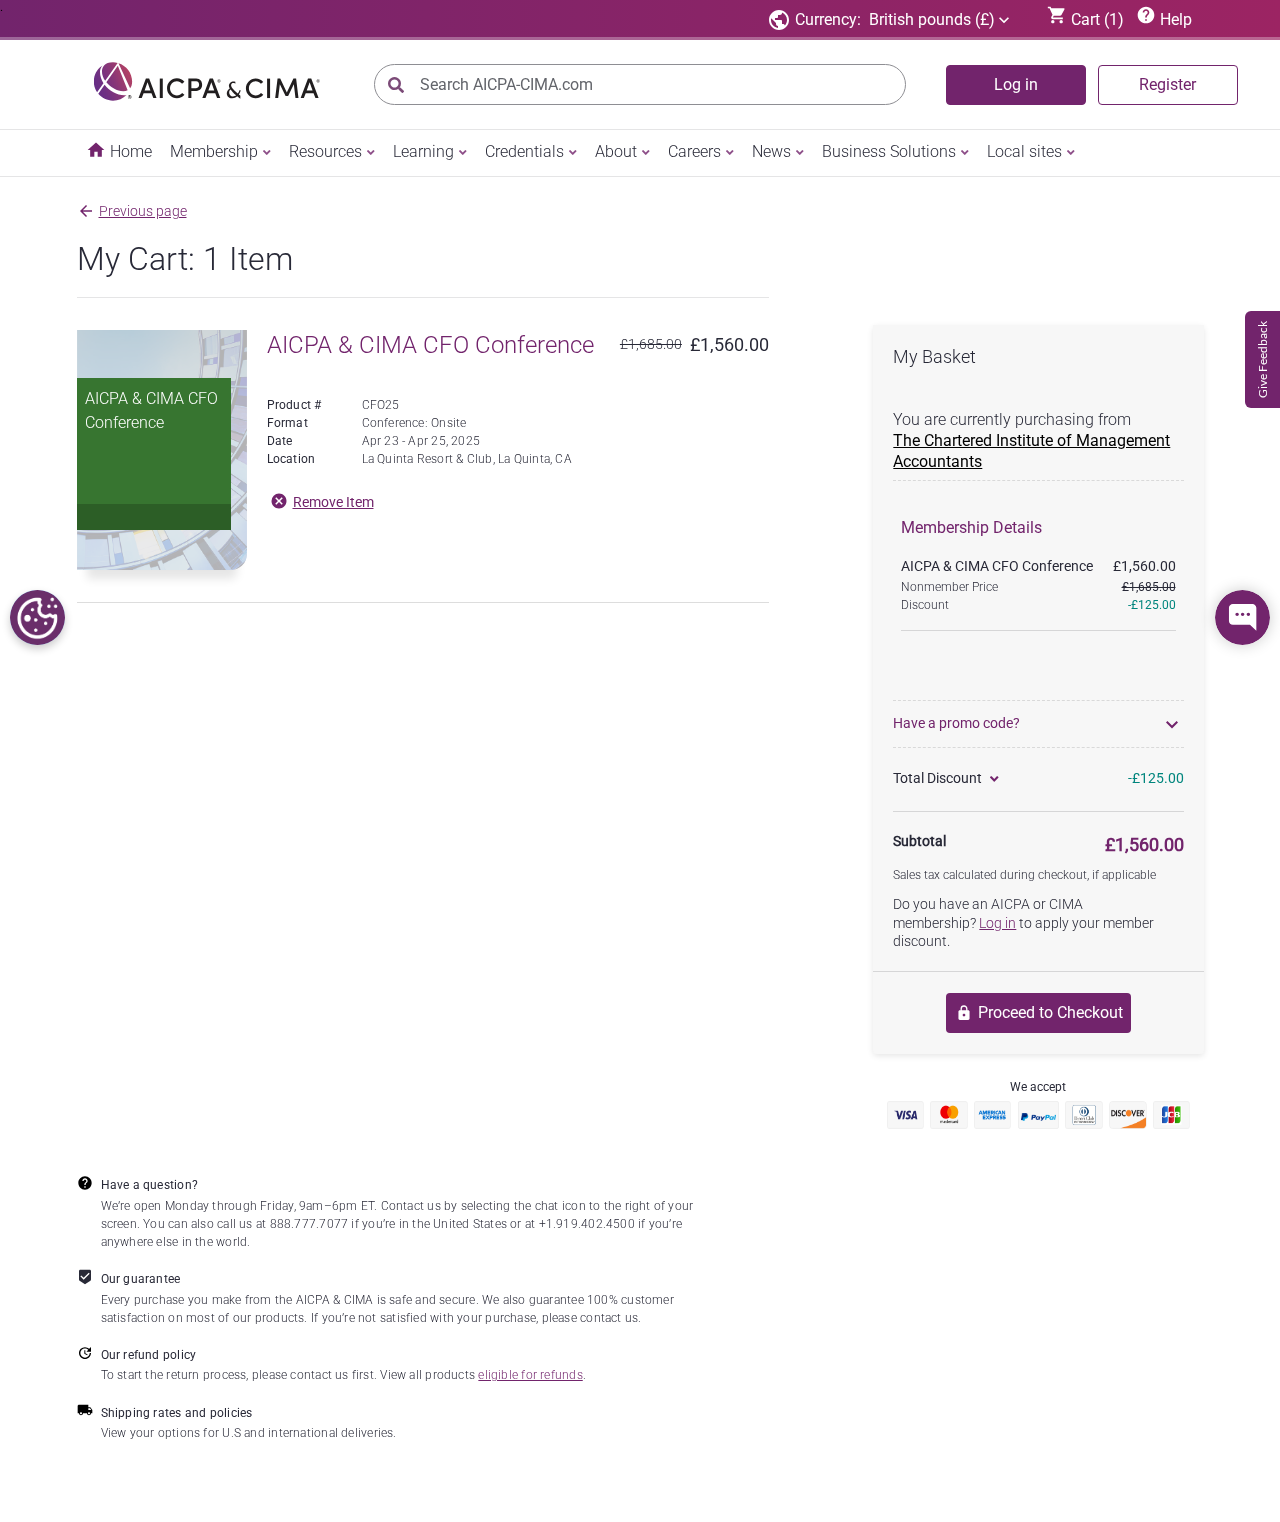 Currency: British pounds (£) Cart (1) Help
AICPA® & CIMA®
Search AICPA-CIMA.com
Log in
Register
Home Membership Resources Learning Credentials About Careers News Business Solutions Local sites
Previous page
My Cart: 1 Item
AICPA & CIMA CFO
Conference
AICPA & CIMA CFO Conference £1,685.00 £1,560.00
Product # CFO25
Format Conference: Onsite
Date Apr 23 - Apr 25, 2025
Location La Quinta Resort & Club, La Quinta, CA
Remove Item
My Basket
You are currently purchasing from
The Chartered Institute of Management
Accountants
Membership Details
AICPA & CIMA CFO Conference £1,560.00
Nonmember Price £1,685.00
Discount -£125.00
Have a promo code?
Total Discount -£125.00
Subtotal £1,560.00
Sales tax calculated during checkout, if applicable
Do you have an AICPA or CIMA
membership? Log in to apply your member
discount.
Proceed to Checkout
We accept
VISA mastercard AMERICAN EXPRESS PayPal Diners Club DISCOVER JCB
Give Feedback
Have a question?
We’re open Monday through Friday, 9am–6pm ET. Contact us by selecting the chat icon to the right of your
screen. You can also call us at 888.777.7077 if you’re in the United States or at +1.919.402.4500 if you’re
anywhere else in the world.
Our guarantee
Every purchase you make from the AICPA & CIMA is safe and secure. We also guarantee 100% customer
satisfaction on most of our products. If you’re not satisfied with your purchase, please contact us.
Our refund policy
To start the return process, please contact us first. View all products eligible for refunds.
Shipping rates and policies
View your options for U.S and international deliveries.